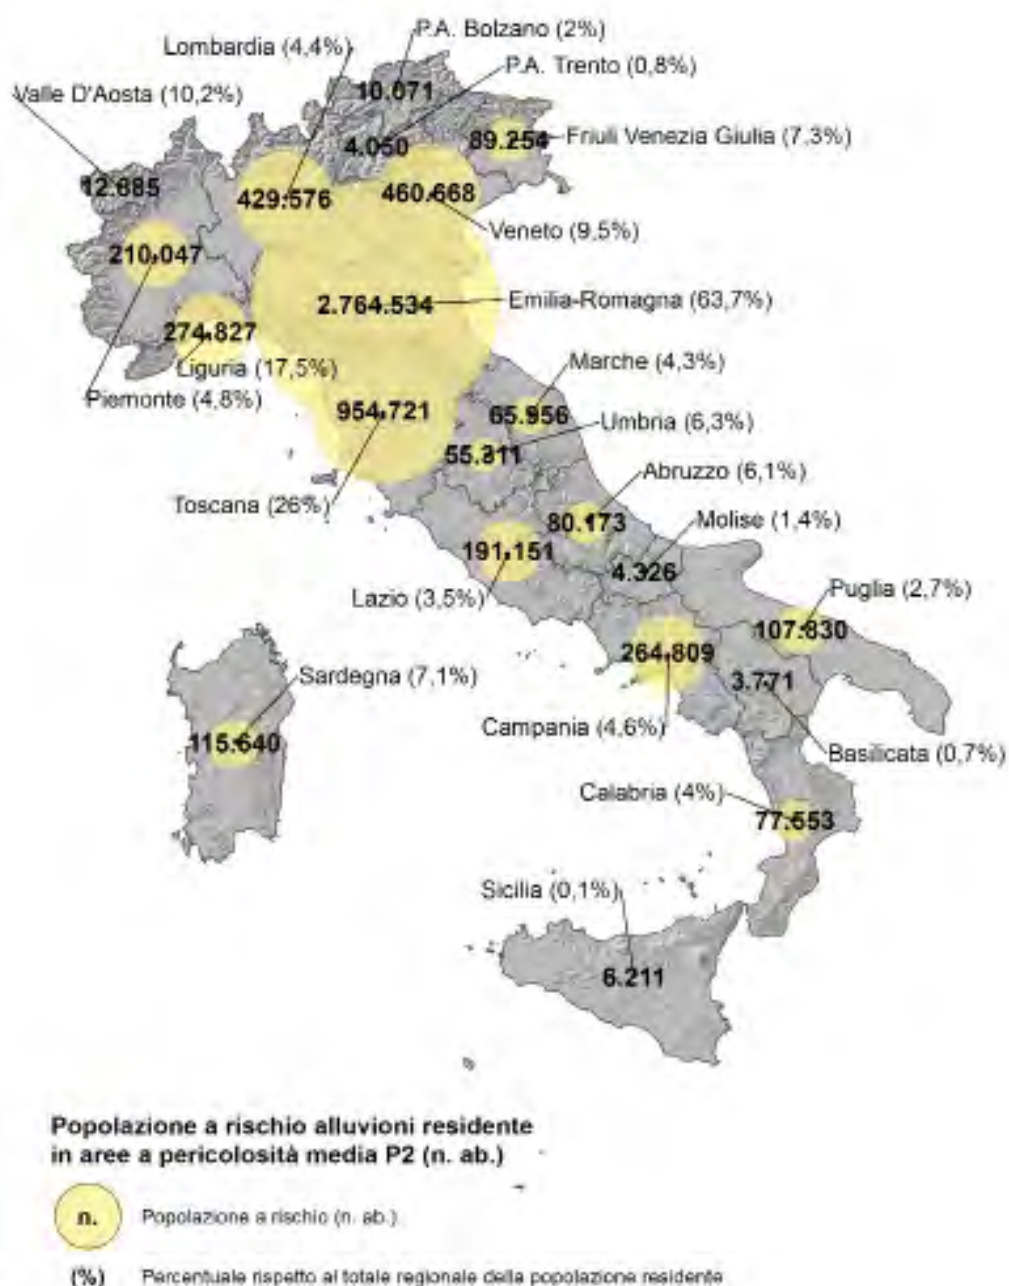 P.A. Bolzano (2%)
Lombardia (4,4%)
P.A. Trento (0,8%)
Valle D'Aosta (10,2%)
10.071
4.050
89.254
Friuli Venezia Giulia (7,3%)
12.685
429.576
460.668
Veneto (9,5%)
210.047
2.764.534
Emilia-Romagna (63,7%)
274.827
Liguria (17,5%)
Piemonte (4,8%)
Marche (4,3%)
954.721
65.956
Umbria (6,3%)
55.311
Abruzzo (6,1%)
Toscana (26%)
80.173
Molise (1,4%)
191.151
4.326
Lazio (3,5%)
Puglia (2,7%)
107.830
264.809
Sardegna (7,1%)
3.771
Campania (4,6%)
115.640
Basilicata (0,7%)
Calabria (4%)
77.553
Sicilia (0,1%)
6.211
Popolazione a rischio alluvioni residente
in aree a pericolosità media P2 (n. ab.)
n. Popolazione a rischio (n. ab.)
(%) Percentuale rispetto al totale regionale della popolazione residente